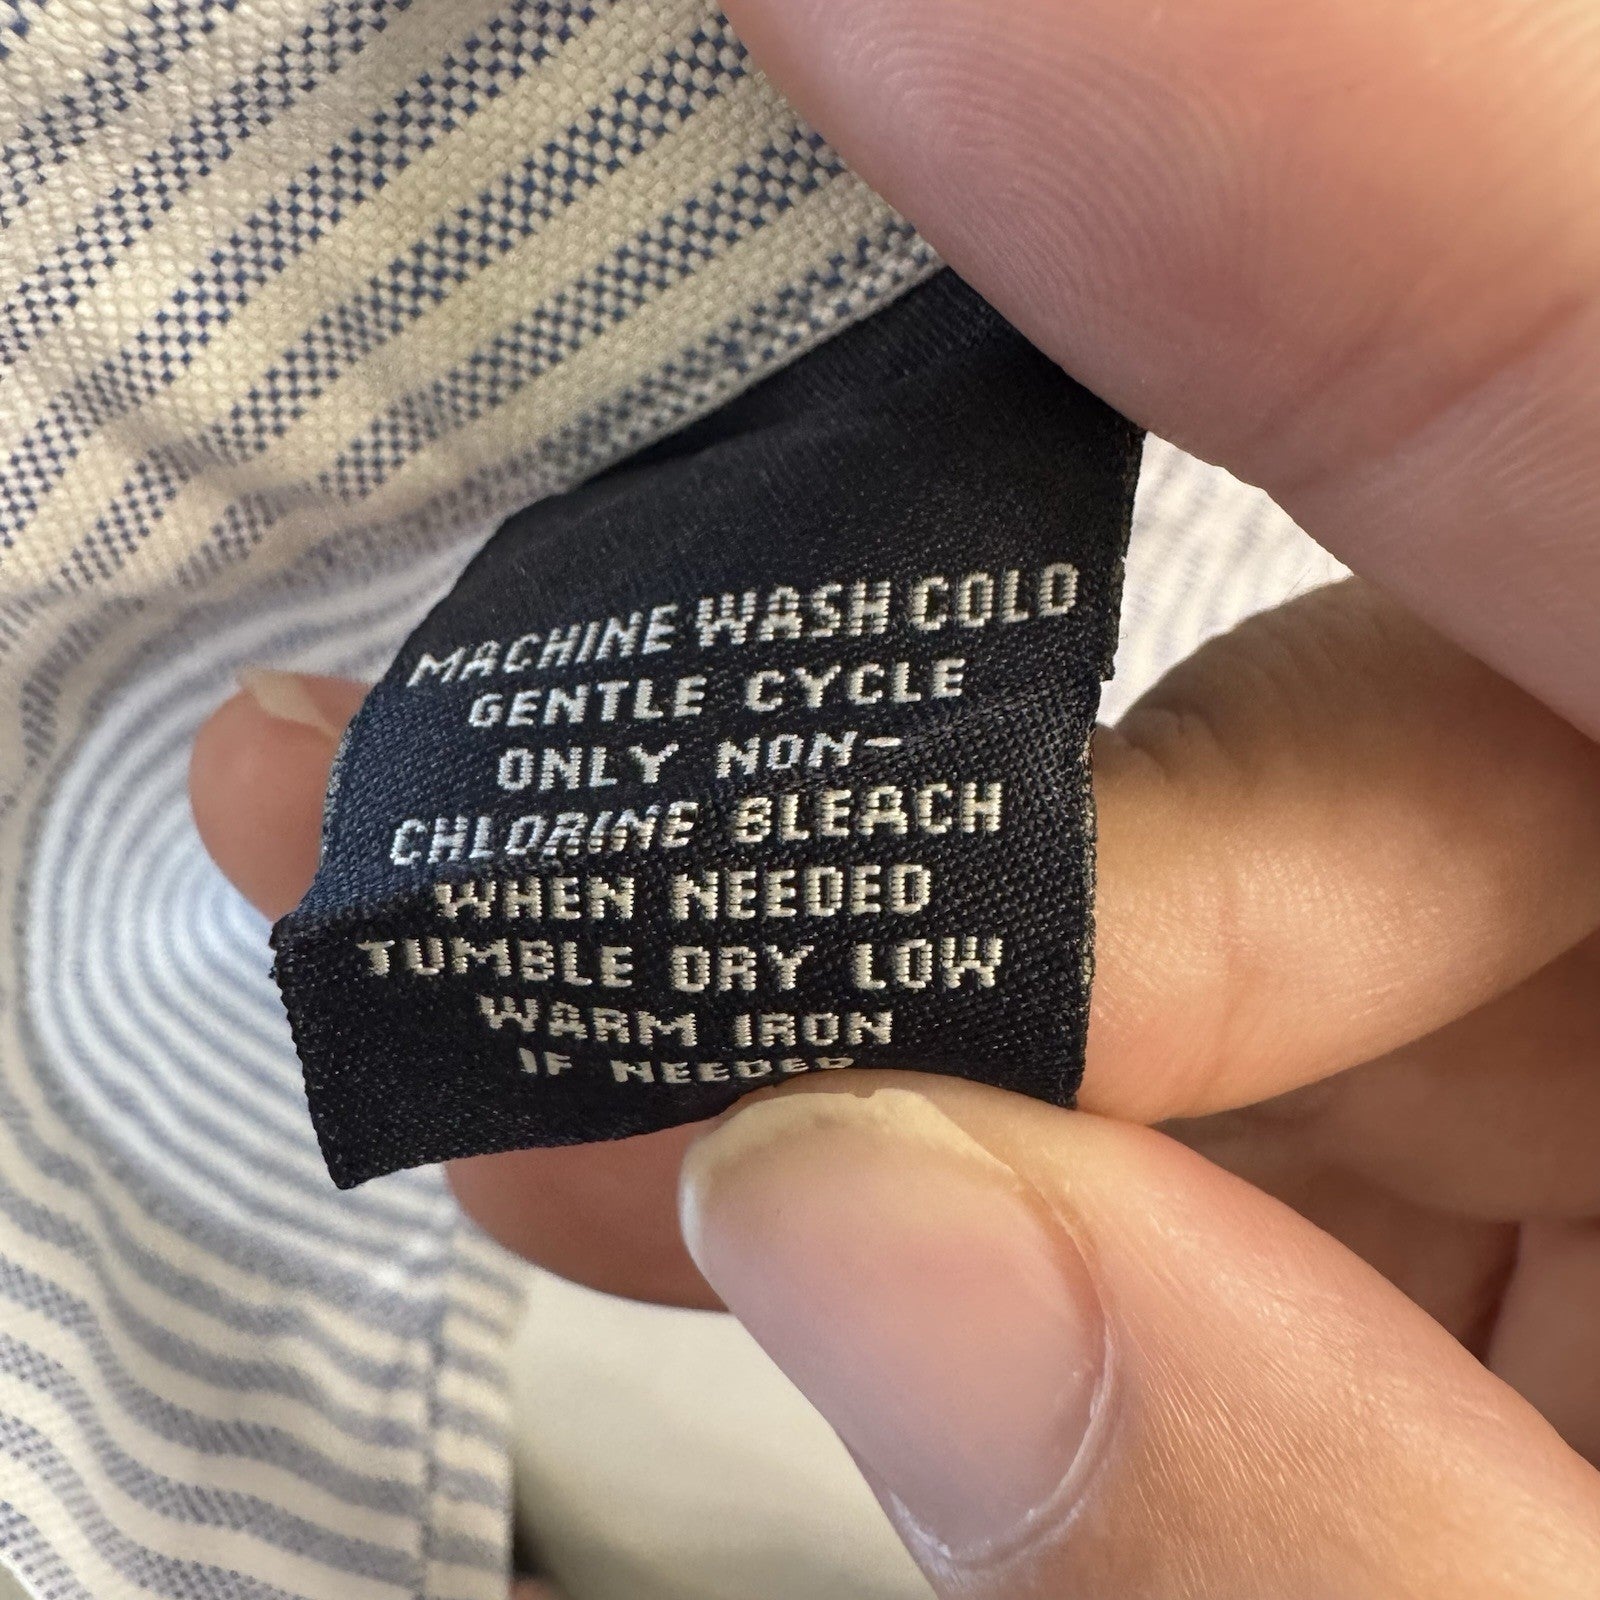 MACHINE WASH COLD
GENTLE CYCLE
ONLY NON-
CHLORINE BLEACH
WHEN NEEDED
TUMBLE DRY LOW
WARM IRON
IF NEEDED